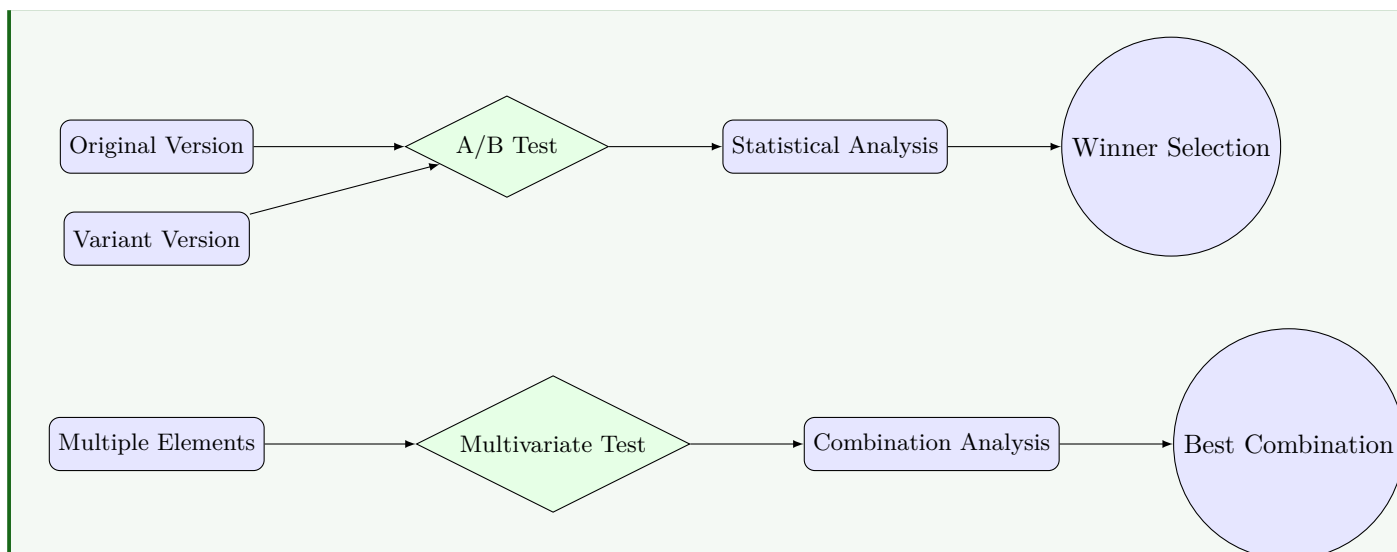 Original Version
A/B Test
Statistical Analysis
Winner Selection
Variant Version
Multiple Elements
Multivariate Test
Combination Analysis
Best Combination